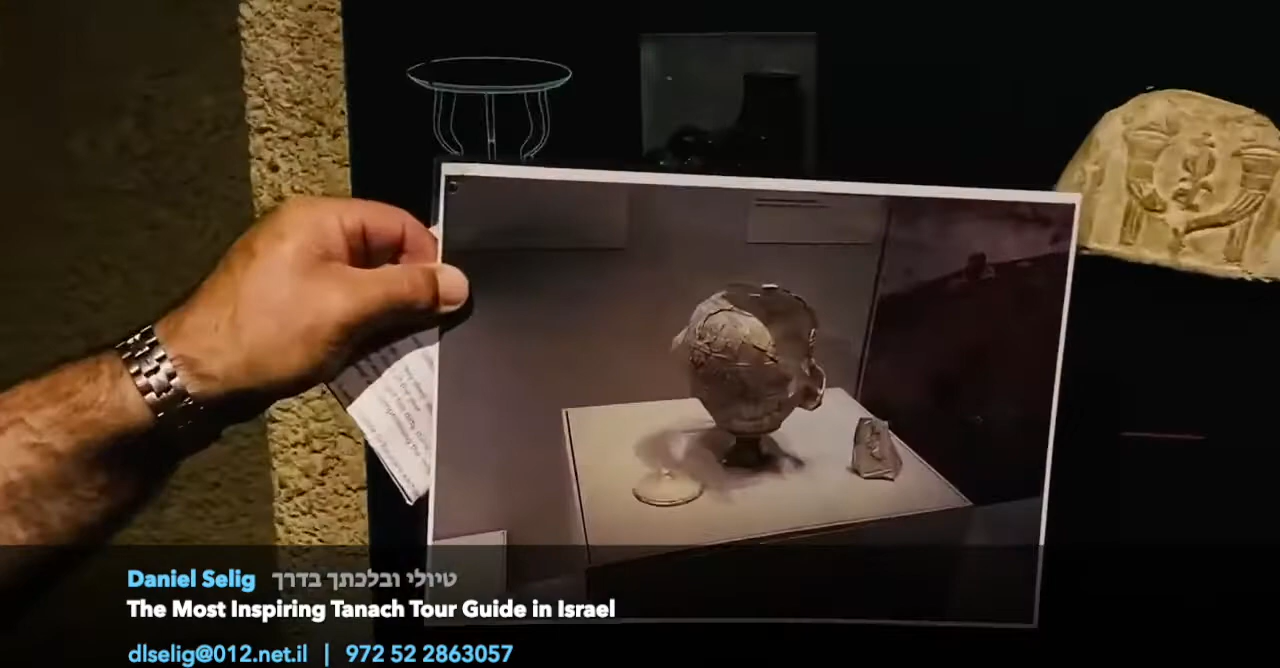 Daniel Selig טיולי ובלכתך בדרך
The Most Inspiring Tanach Tour Guide in Israel
dlselig@012.net.il | 972 52 2863057